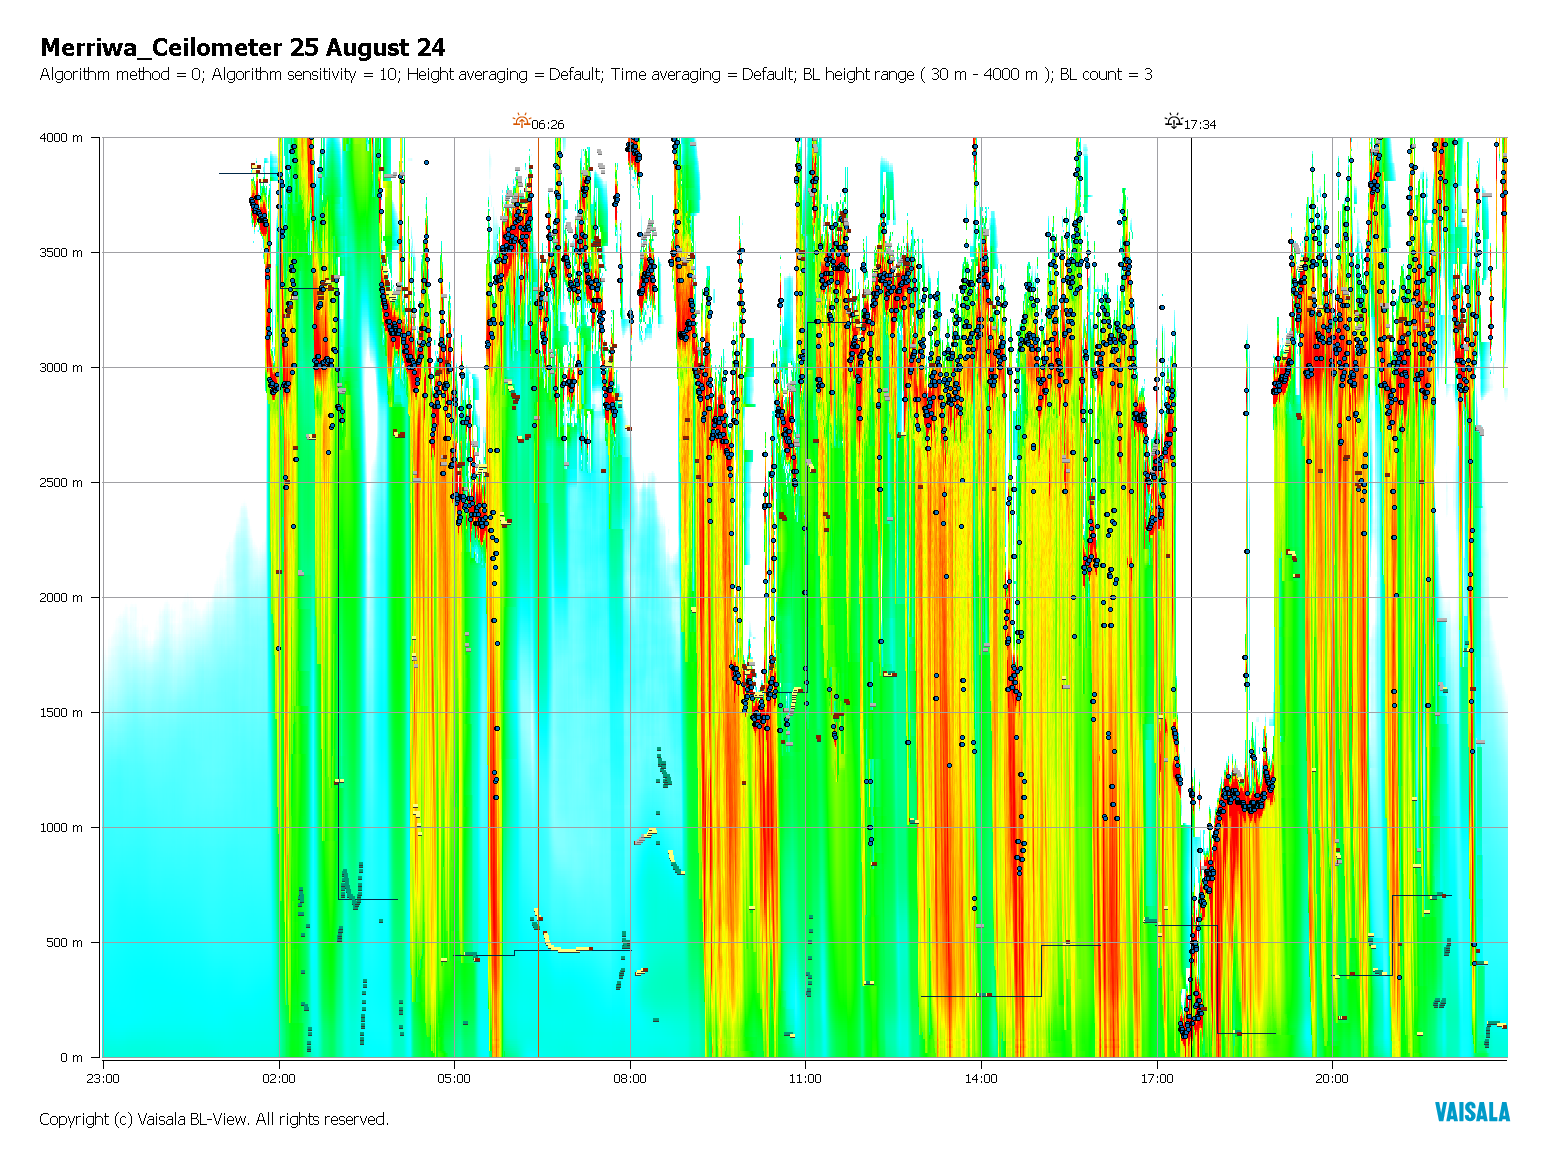 Merriwa_Ceilometer 25 August 24
Algorithm method = 0; Algorithm sensitivity = 10; Height averaging = Default; Time averaging = Default; BL height range ( 30 m - 4000 m ); BL count = 3
06:26
17:34
4000 m
3500 m
3000 m
2500 m
2000 m
1500 m
1000 m
500 m
0 m
23:00
02:00
05:00
08:00
11:00
14:00
17:00
20:00
Copyright (c) Vaisala BL-View. All rights reserved.
VAISALA